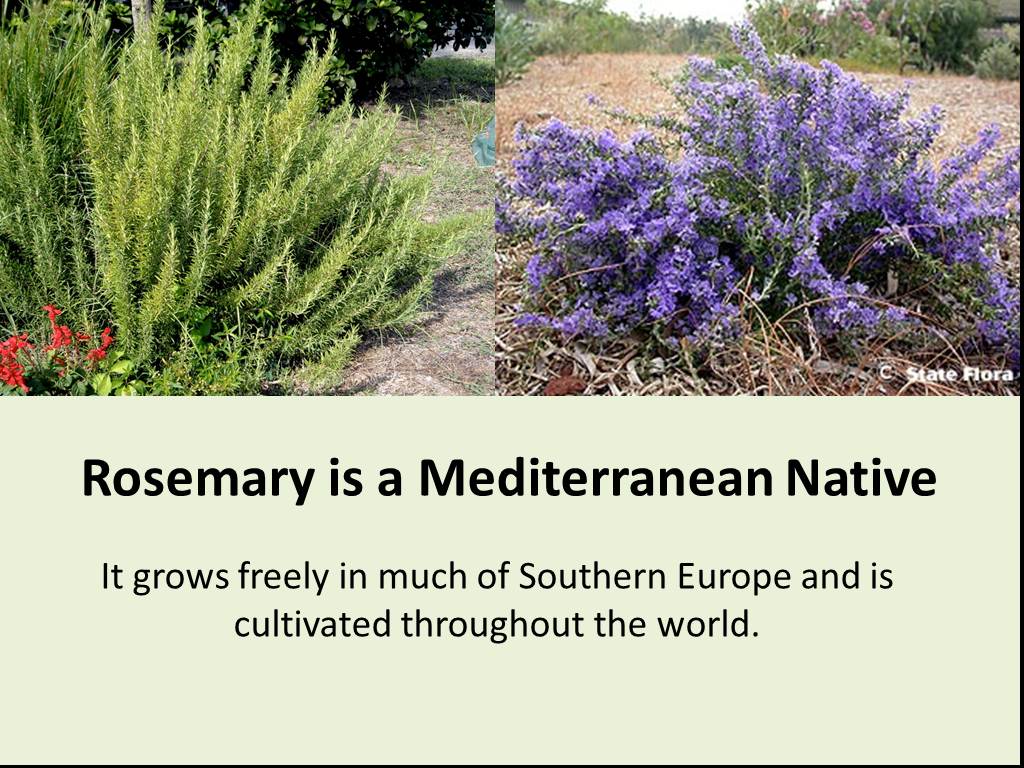 C State Flora
Rosemary is a Mediterranean Native
It grows freely in much of Southern Europe and is
cultivated throughout the world.